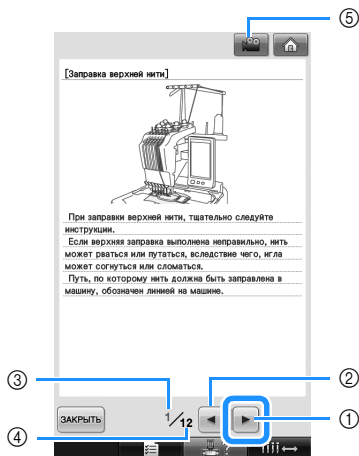 ⑤
[Заправка верхней нити]
При заправки верхней нити, тщательно следуйте
инструкции.
Если верхняя заправка выполнена неправильно, нить
может рваться или путаться, вследствие чего, игла
может согнуться или сломаться.
Путь, по которому нить должна быть заправлена в
машину, обозначен линией на машине.
③ ②
ЗАКРЫТЬ 1/12 ①
④
?